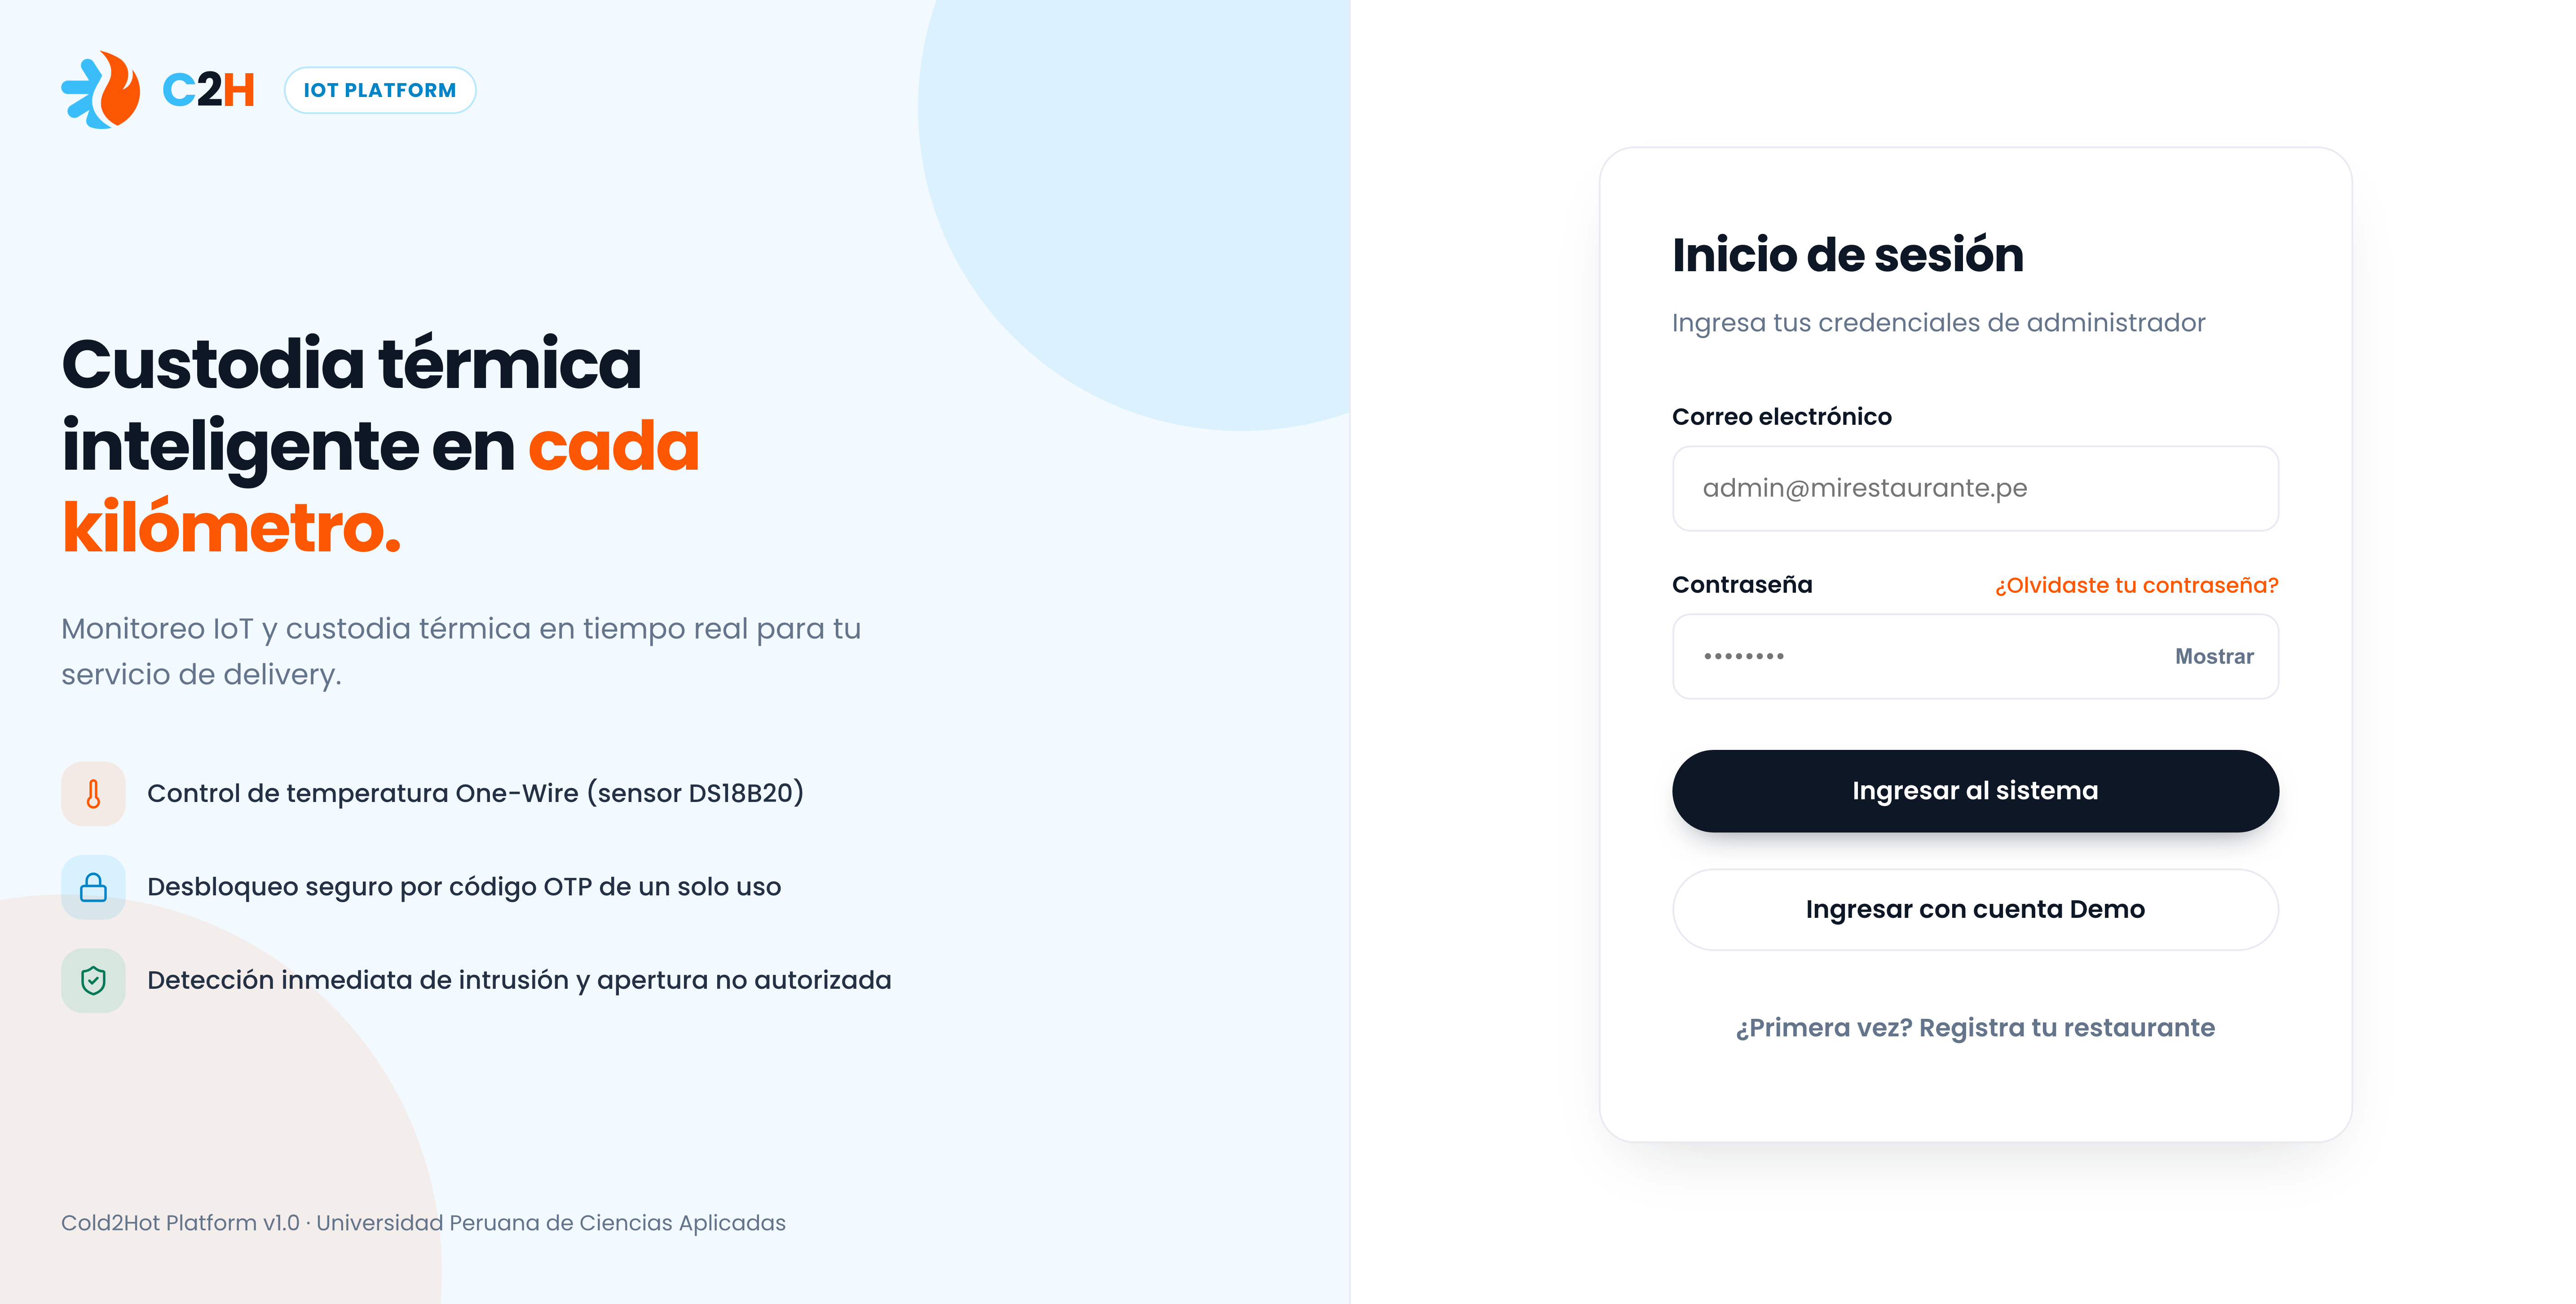 C2H
IOT PLATFORM
Custodia térmica
inteligente en cada
kilómetro.
Monitoreo IoT y custodia térmica en tiempo real para tu
servicio de delivery.
Control de temperatura One-Wire (sensor DS18B20)
Desbloqueo seguro por código OTP de un solo uso
Detección inmediata de intrusión y apertura no autorizada
Cold2Hot Platform v1.0 · Universidad Peruana de Ciencias Aplicadas
Inicio de sesión
Ingresa tus credenciales de administrador
Correo electrónico
admin@mirestaurante.pe
Contraseña ¿Olvidaste tu contraseña?
•••••••• Mostrar
Ingresar al sistema
Ingresar con cuenta Demo
¿Primera vez? Registra tu restaurante